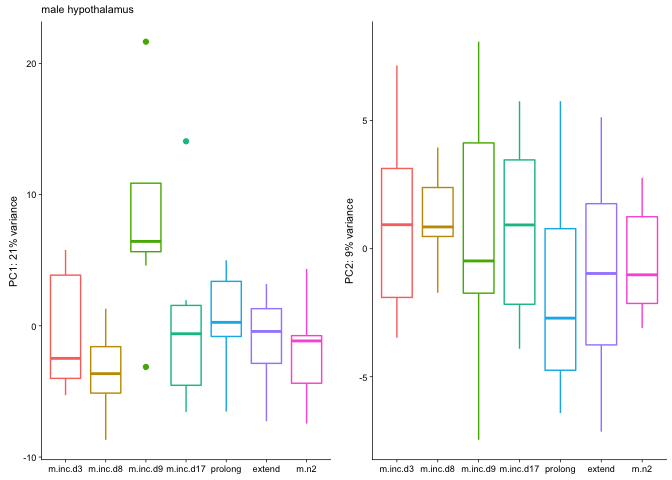 male hypothalamus
PC1: 21% variance
20
10
0
-10
m.inc.d3 m.inc.d8 m.inc.d9 m.inc.d17 prolong extend m.n2
PC2: 9% variance
5
0
-5
m.inc.d3 m.inc.d8 m.inc.d9 m.inc.d17 prolong extend m.n2